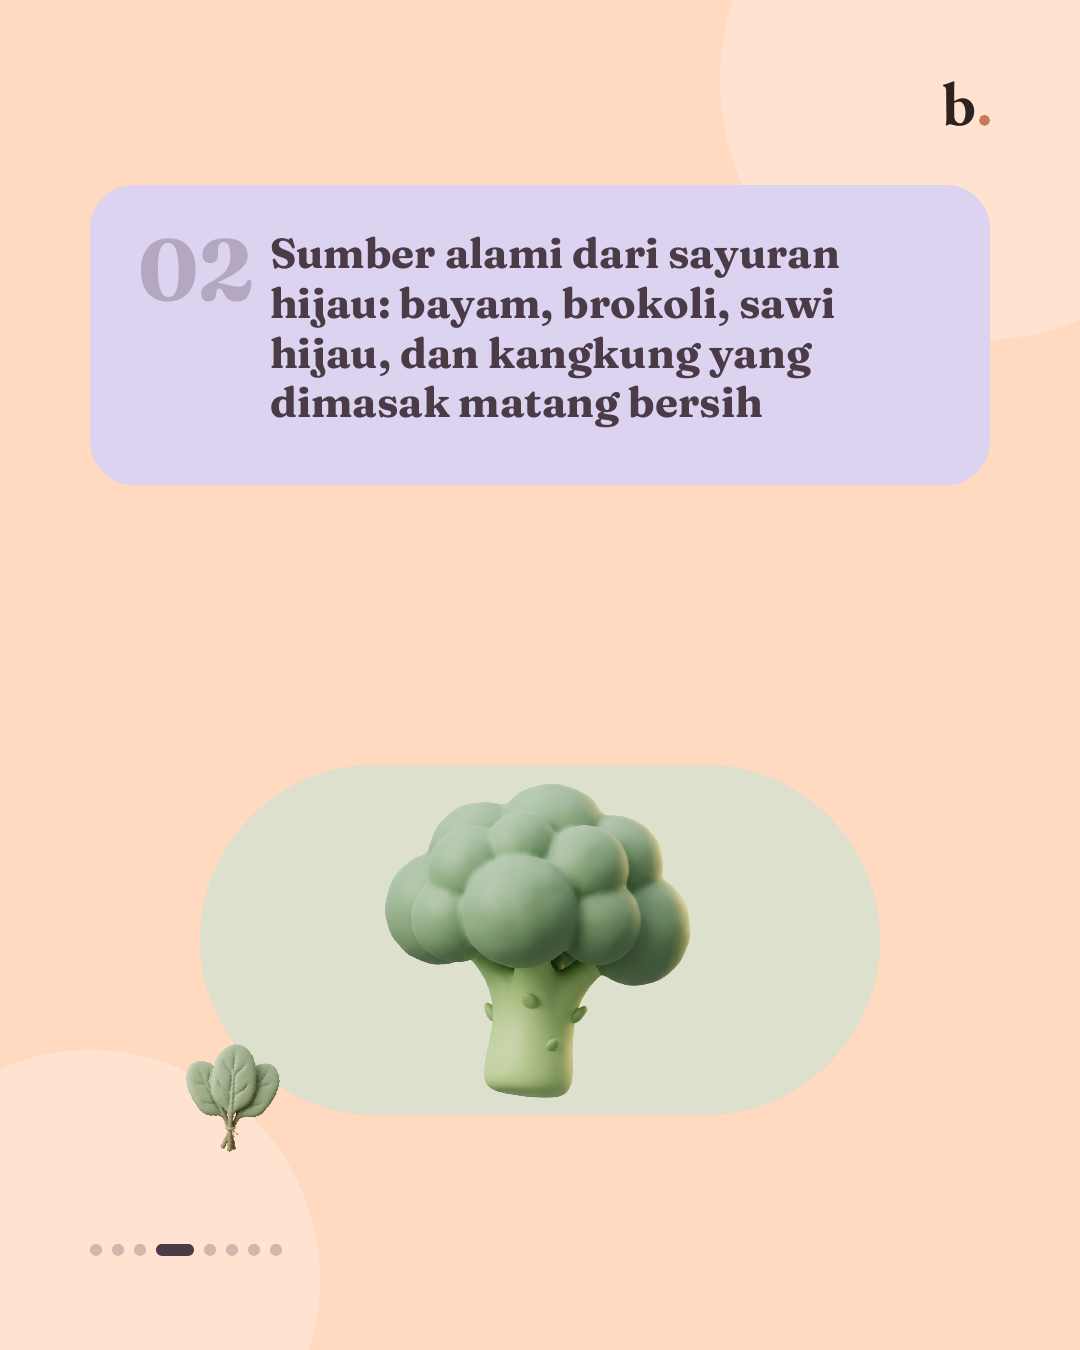 b.
02
Sumber alami dari sayuran
hijau: bayam, brokoli, sawi
hijau, dan kangkung yang
dimasak matang bersih